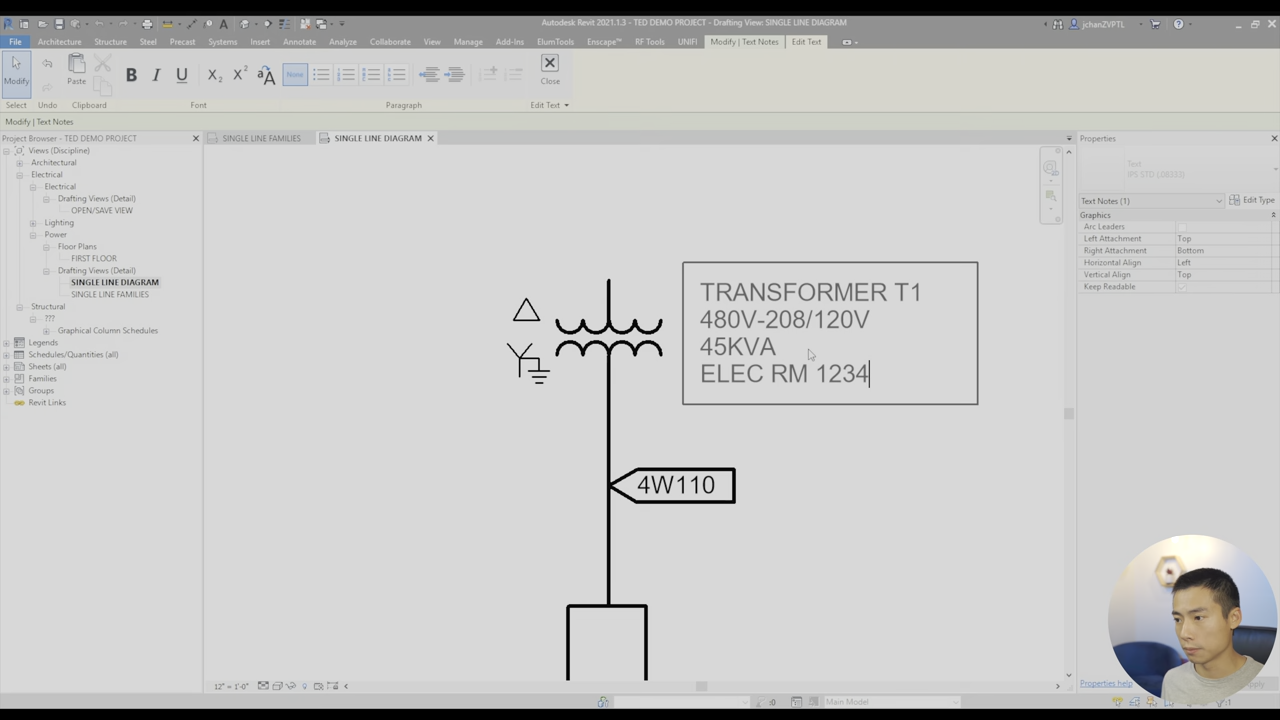 Autodesk Revit 2021.1.3 - TED DEMO PROJECT - Drafting View: SINGLE LINE DIAGRAM
jchanZVPTL
File Architecture Structure Steel Precast Systems Insert Annotate Analyze Collaborate View Manage Add-Ins ElumTools Enscape™ RF Tools UNIFI Modify | Text Notes Edit Text
Modify Paste None Close
Select Undo Clipboard Font Paragraph Edit Text
Modify | Text Notes
Project Browser - TED DEMO PROJECT
SINGLE LINE FAMILIES
SINGLE LINE DIAGRAM
Properties
Views (Discipline)
Architectural
Electrical
Electrical
Drafting Views (Detail)
OPEN/SAVE VIEW
Lighting
Power
Floor Plans
FIRST FLOOR
Drafting Views (Detail)
SINGLE LINE DIAGRAM
SINGLE LINE FAMILIES
Structural
???
Graphical Column Schedules
Legends
Schedules/Quantities (all)
Sheets (all)
Families
Groups
Revit Links
TRANSFORMER T1
480V-208/120V
45KVA
ELEC RM 1234
4W110
Text
Text Notes (1) Edit Type
Graphics
Arc Leaders
Left Attachment Top
Right Attachment Bottom
Horizontal Align Left
Vertical Align Top
Keep Readable
Properties help
12" = 1'-0"
:0 Main Model
:1